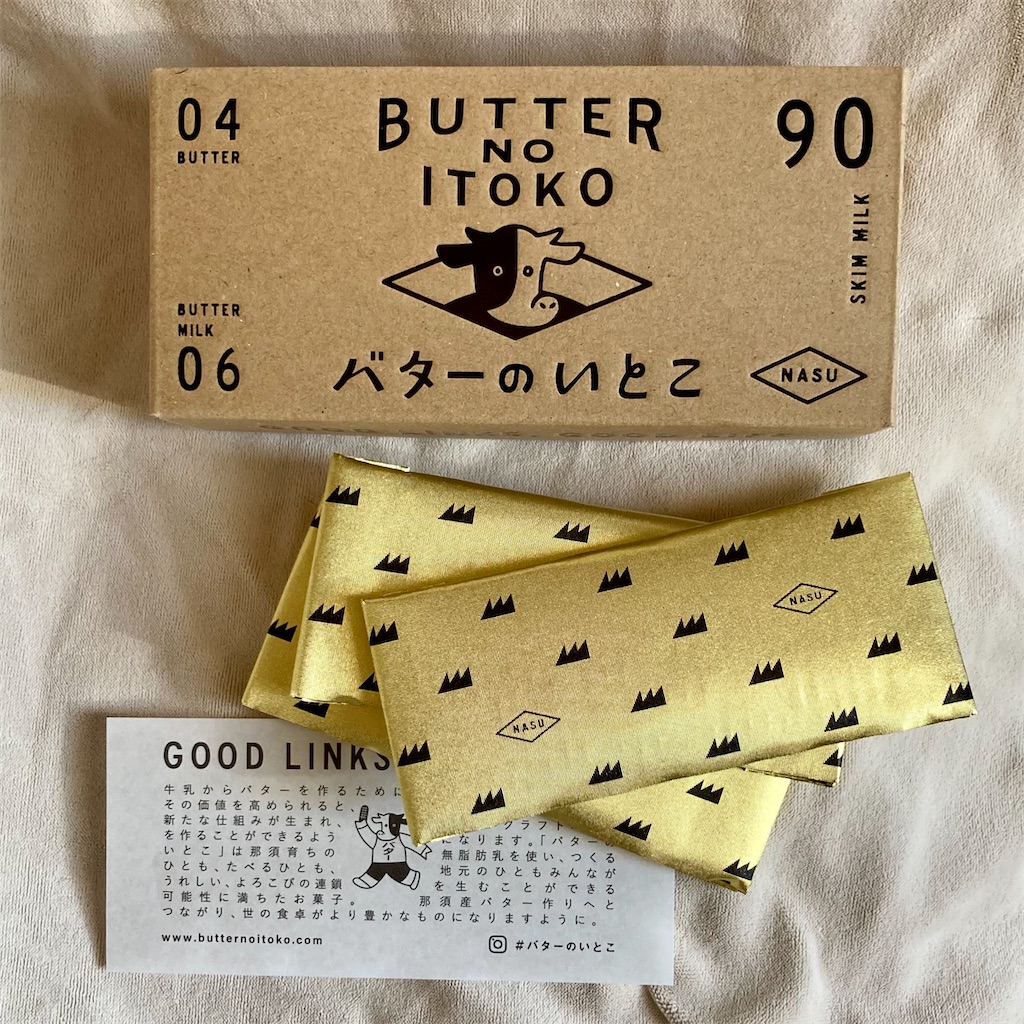 04
BUTTER
BUTTER
NO
ITOKO
90
SKIM MILK
BUTTER
MILK
06
バターのいとこ
NASU
NASU
NASU
GOOD LINKS
牛乳からバターを作るために
その価値を高められると、
新たな仕組みが生まれ、
クラフト
を作ることができるよう
になります。「バターの
いとこ」は那須育ちの
無脂肪乳を使い、つくる
ひとも、たべるひとも、
地元のひともみんなが
うれしい、よろこびの連鎖
を生むことができる
可能性に満ちたお菓子。
那須産バター作りへと
つながり、世の食卓がより豊かなものになりますように。
バター
www.butternoitoko.com
#バターのいとこ